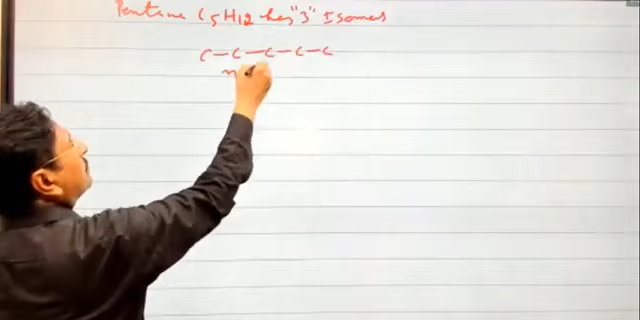 Pentane C5H12 has "3" Isomers
C—C—C—C—C
n